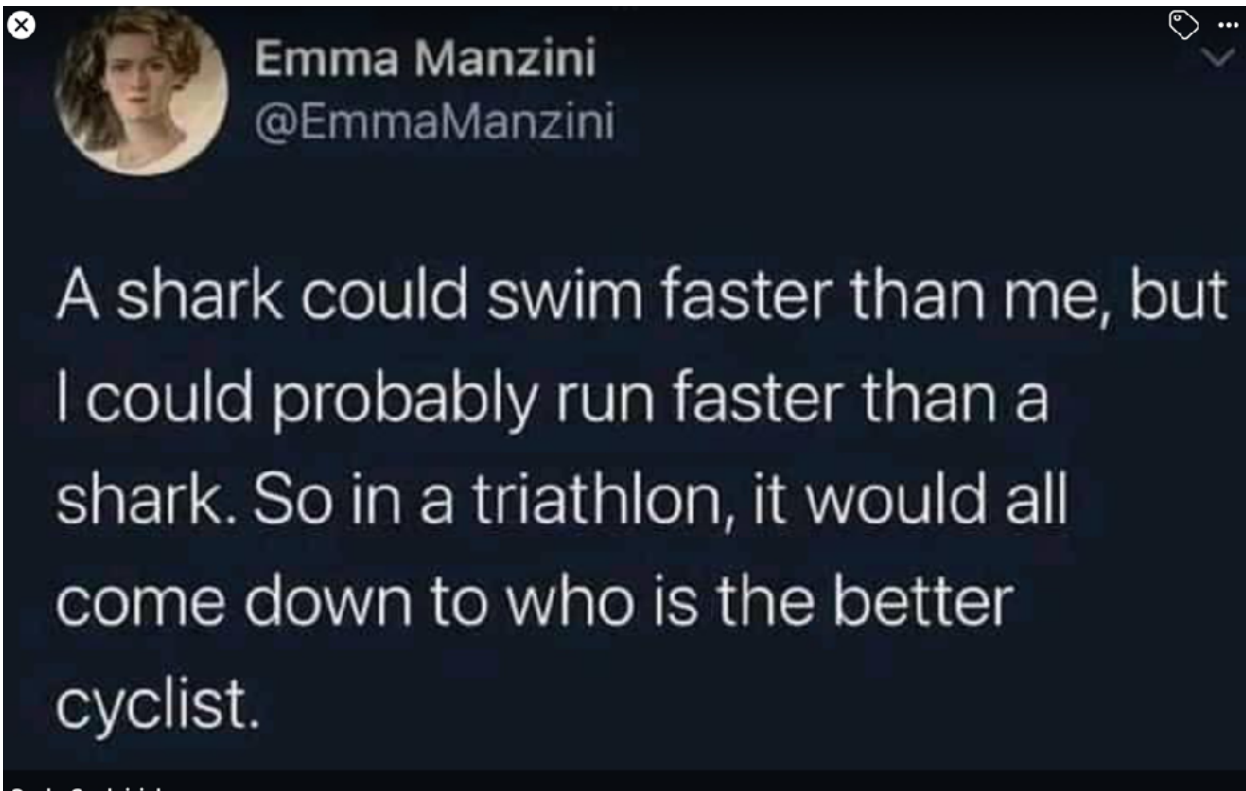 Emma Manzini
@EmmaManzini
A shark could swim faster than me, but
I could probably run faster than a
shark. So in a triathlon, it would all
come down to who is the better
cyclist.